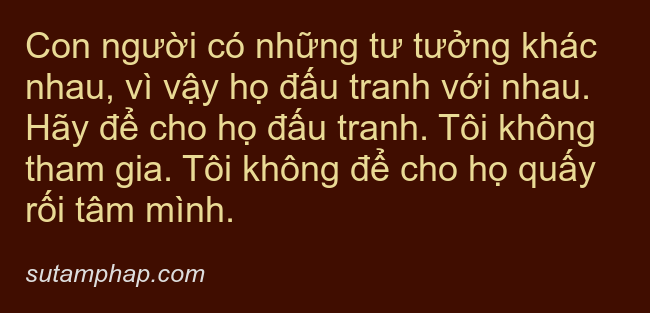 Con người có những tư tưởng khác
nhau, vì vậy họ đấu tranh với nhau.
Hãy để cho họ đấu tranh. Tôi không
tham gia. Tôi không để cho họ quấy
rối tâm mình.
sutamphap.com